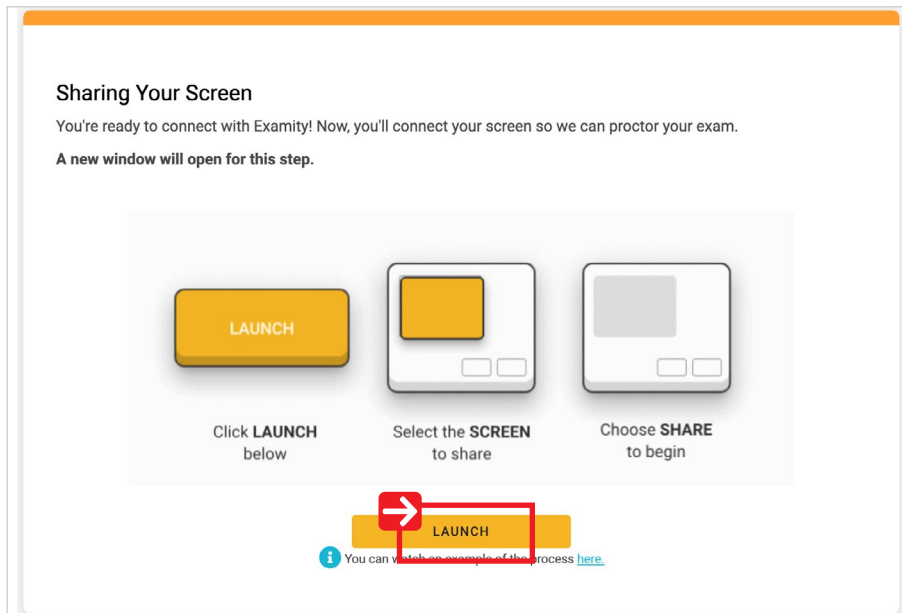 Sharing Your Screen
You're ready to connect with Examity! Now, you'll connect your screen so we can proctor your exam.
A new window will open for this step.
LAUNCH
Click LAUNCH
below
Select the SCREEN
to share
Choose SHARE
to begin
LAUNCH
You can watch an example of the process here.